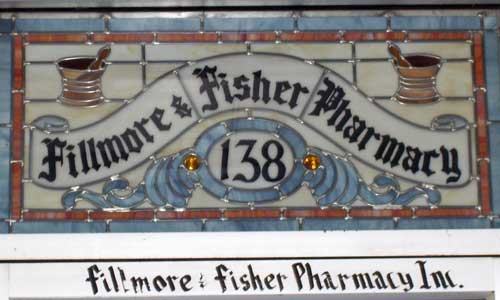 Fillmore & Fisher Pharmacy
138
fillmore & fisher Pharmacy Inc.